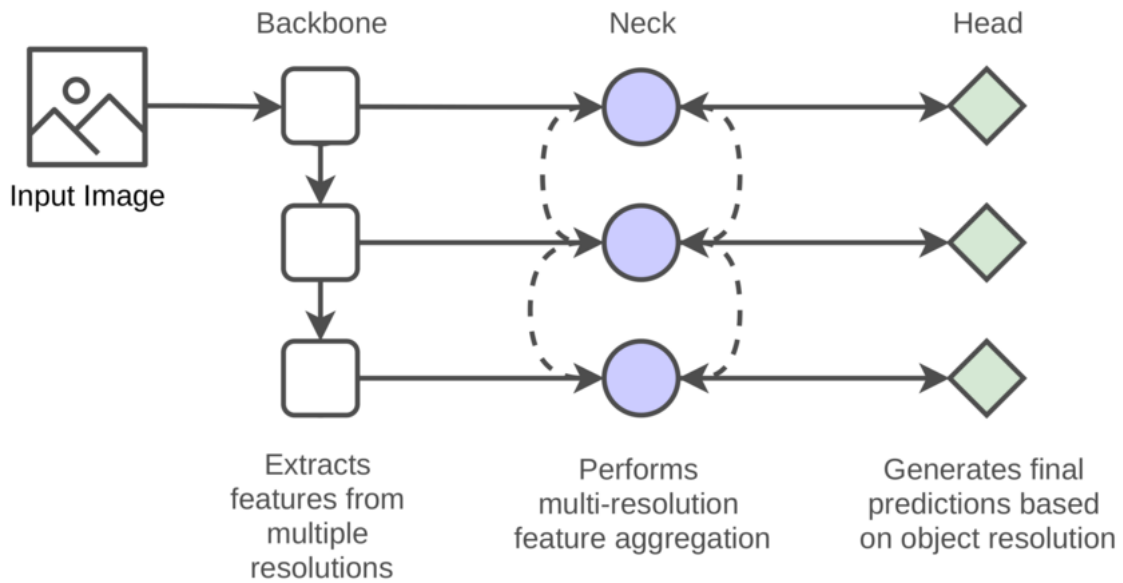 Backbone
Neck
Head
Input Image
Extracts
features from
multiple
resolutions
Performs
multi-resolution
feature aggregation
Generates final
predictions based
on object resolution